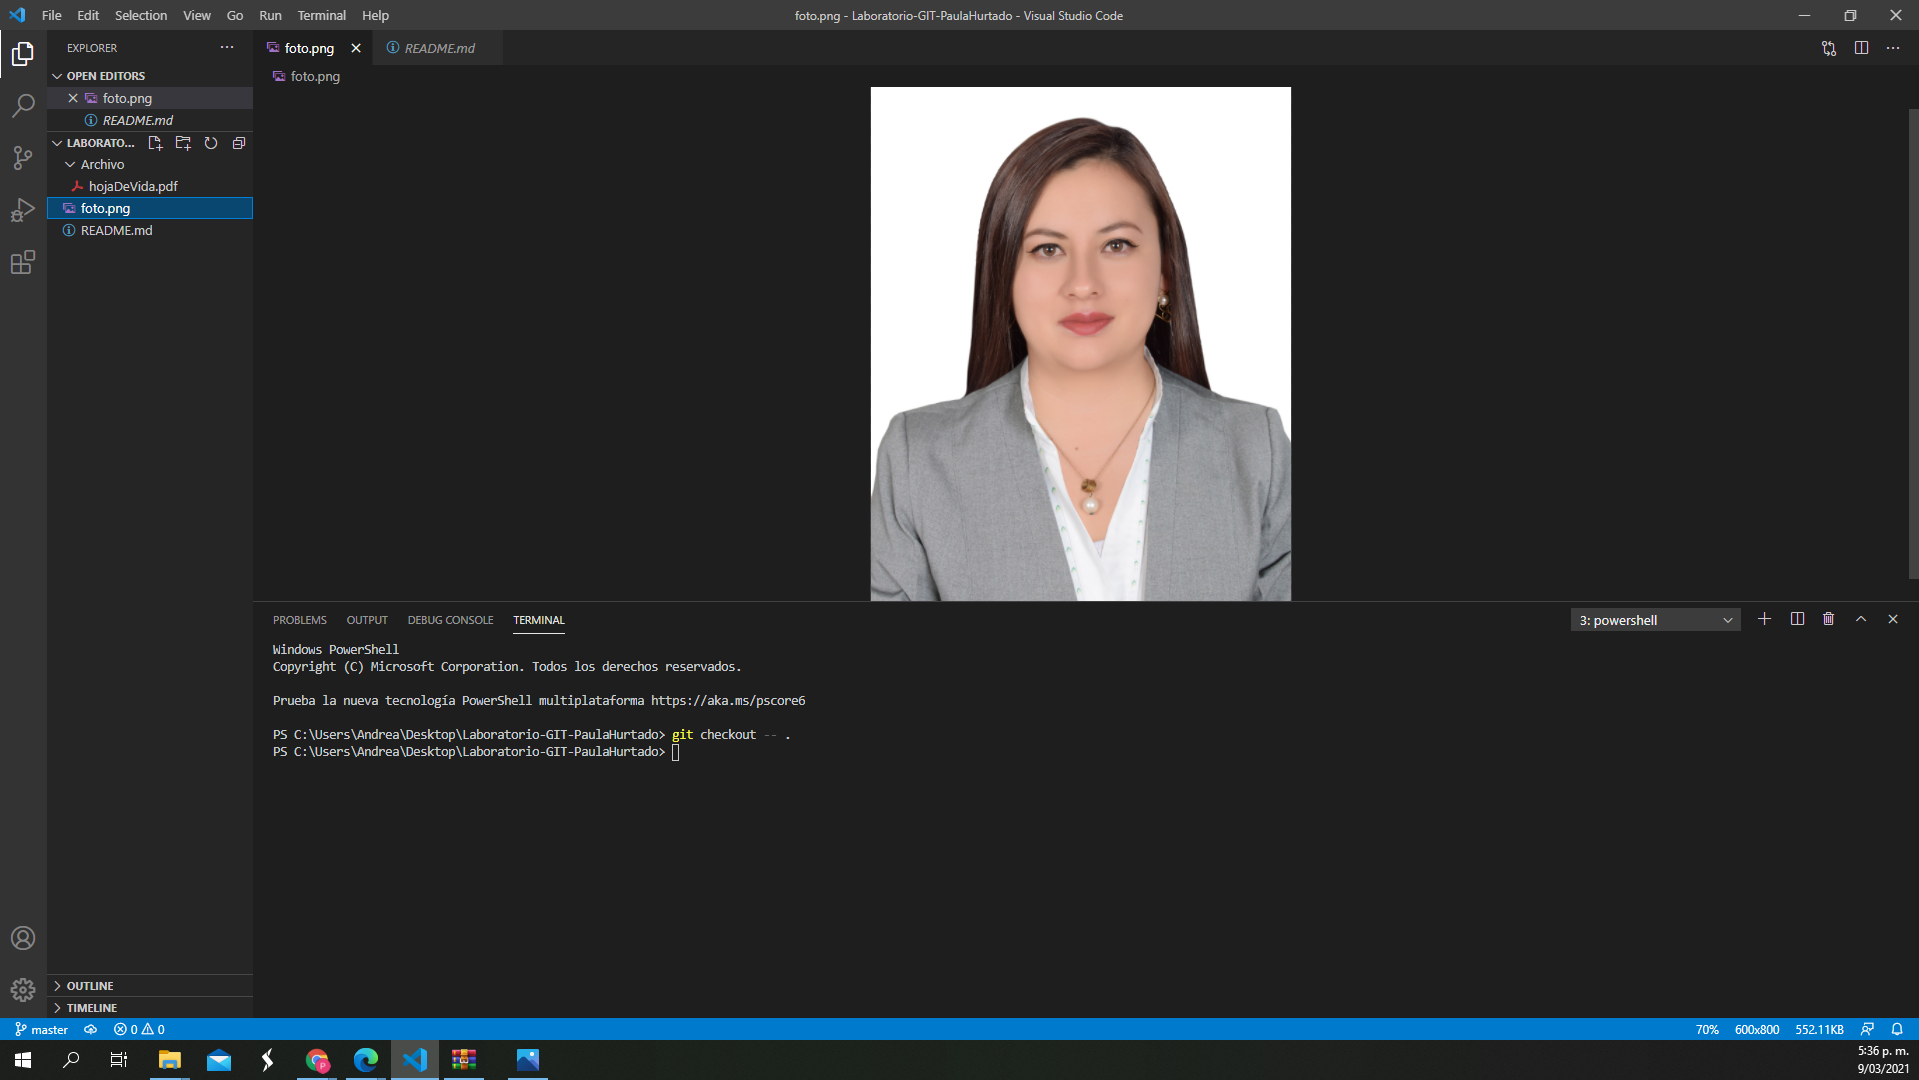 File Edit Selection View Go Run Terminal Help
foto.png - Laboratorio-GIT-PaulaHurtado - Visual Studio Code
EXPLORER
foto.png
README.md
OPEN EDITORS
foto.png
foto.png
README.md
LABORATO...
Archivo
hojaDeVida.pdf
foto.png
README.md
PROBLEMS OUTPUT DEBUG CONSOLE TERMINAL
3: powershell
Windows PowerShell
Copyright (C) Microsoft Corporation. Todos los derechos reservados.
Prueba la nueva tecnología PowerShell multiplataforma https://aka.ms/pscore6
PS C:\Users\Andrea\Desktop\Laboratorio-GIT-PaulaHurtado> git checkout -- .
PS C:\Users\Andrea\Desktop\Laboratorio-GIT-PaulaHurtado>
OUTLINE
TIMELINE
master
0
0
70%
600x800
552.11KB
5:36 p. m.
9/03/2021